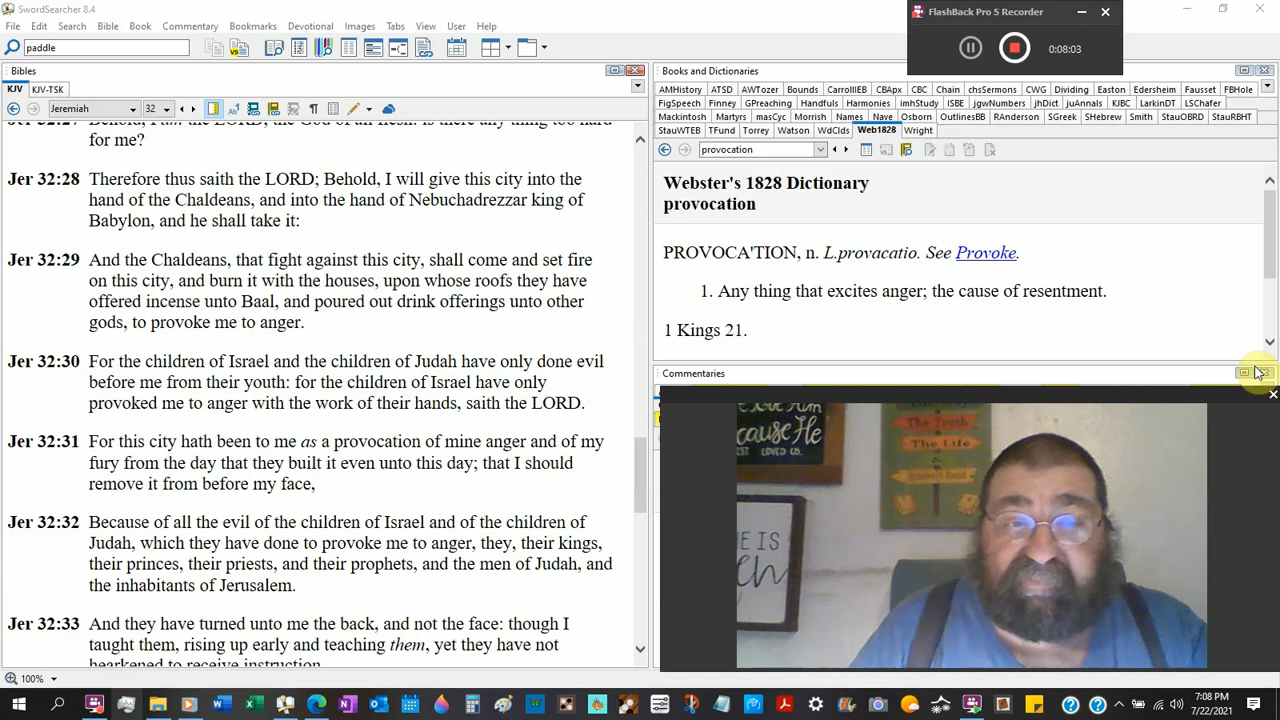 SwordSearcher 8.4
File Edit Search Bible Book Commentary Bookmarks Devotional Images Tabs View User Help
paddle
VS
FlashBack Pro 5 Recorder
0:08:03
Bibles
KJV KJV-TSK
Jeremiah 32
for me?
Jer 32:28 Therefore thus saith the LORD; Behold, I will give this city into the
hand of the Chaldeans, and into the hand of Nebuchadrezzar king of
Babylon, and he shall take it:
Jer 32:29 And the Chaldeans, that fight against this city, shall come and set fire
on this city, and burn it with the houses, upon whose roofs they have
offered incense unto Baal, and poured out drink offerings unto other
gods, to provoke me to anger.
Jer 32:30 For the children of Israel and the children of Judah have only done evil
before me from their youth: for the children of Israel have only
provoked me to anger with the work of their hands, saith the LORD.
Jer 32:31 For this city hath been to me as a provocation of mine anger and of my
fury from the day that they built it even unto this day; that I should
remove it from before my face,
Jer 32:32 Because of all the evil of the children of Israel and of the children of
Judah, which they have done to provoke me to anger, they, their kings,
their princes, their priests, and their prophets, and the men of Judah, and
the inhabitants of Jerusalem.
Jer 32:33 And they have turned unto me the back, and not the face: though I
taught them, rising up early and teaching them, yet they have not
hearkened to receive instruction
100%
Books and Dictionaries
AMHistory ATSD AWTozer Bounds CarrollIEB CBApx CBC Chain chsSermons CWG Dividing Easton Edersheim Fausset FBHole
FigSpeech Finney GPreaching Handfuls Harmonies imhStudy ISBE jgwNumbers jhDict juAnnals KJBC LarkinDT LSChafer
Mackintosh Martyrs masCyc Morrish Names Nave Osborn OutlinesBB RAnderson SGreek SHebrew Smith StauOBRD StauRBHT
StauWTEB TFund Torrey Watson WdClds Web1828 Wright
provocation
Webster's 1828 Dictionary
provocation
PROVOCA'TION, n. L.provacatio. See Provoke.
1. Any thing that excites anger; the cause of resentment.
1 Kings 21.
Commentaries
ecause He
The Truth
The Life
7:08 PM
7/22/2021